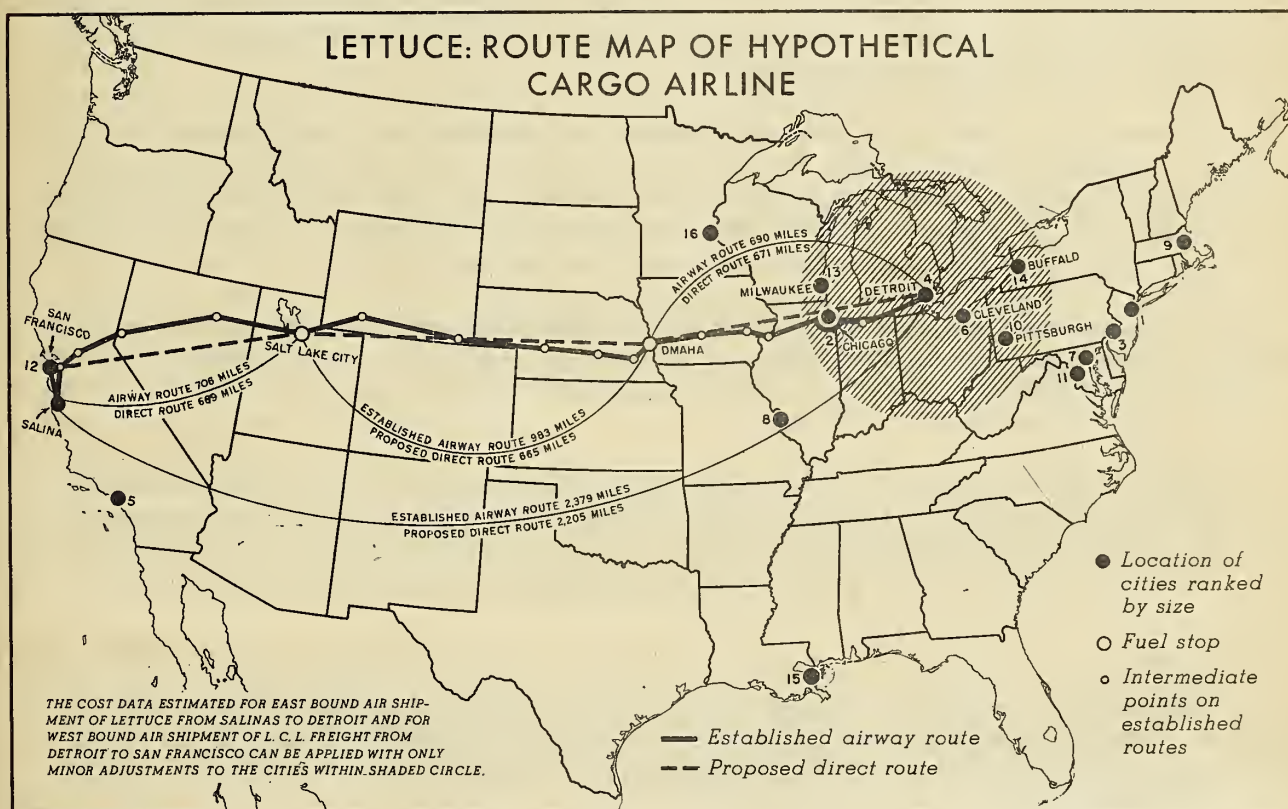 LETTUCE: ROUTE MAP OF HYPOTHETICAL
CARGO AIRLINE
16
9
AIRWAY ROUTE 690 MILES
DIRECT ROUTE 671 MILES
13
MILWAUKEE
DETROIT
4
BUFFALO
14
SAN
FRANCISCO
12
SALT LAKE CITY
OMAHA
2
CHICAGO
CLEVELAND
6
10
PITTSBURGH
3
7
11
SALINA
AIRWAY ROUTE 706 MILES
DIRECT ROUTE 689 MILES
ESTABLISHED AIRWAY ROUTE 983 MILES
PROPOSED DIRECT ROUTE 665 MILES
8
5
ESTABLISHED AIRWAY ROUTE 2,379 MILES
PROPOSED DIRECT ROUTE 2,205 MILES
15
Location of
cities ranked
by size
Fuel stop
Intermediate
points on
established
routes
THE COST DATA ESTIMATED FOR EAST BOUND AIR SHIP-
MENT OF LETTUCE FROM SALINAS TO DETROIT AND FOR
WEST BOUND AIR SHIPMENT OF L. C. L. FREIGHT FROM
DETROIT TO SAN FRANCISCO CAN BE APPLIED WITH ONLY
MINOR ADJUSTMENTS TO THE CITIES WITHIN SHADED CIRCLE.
Established airway route
Proposed direct route